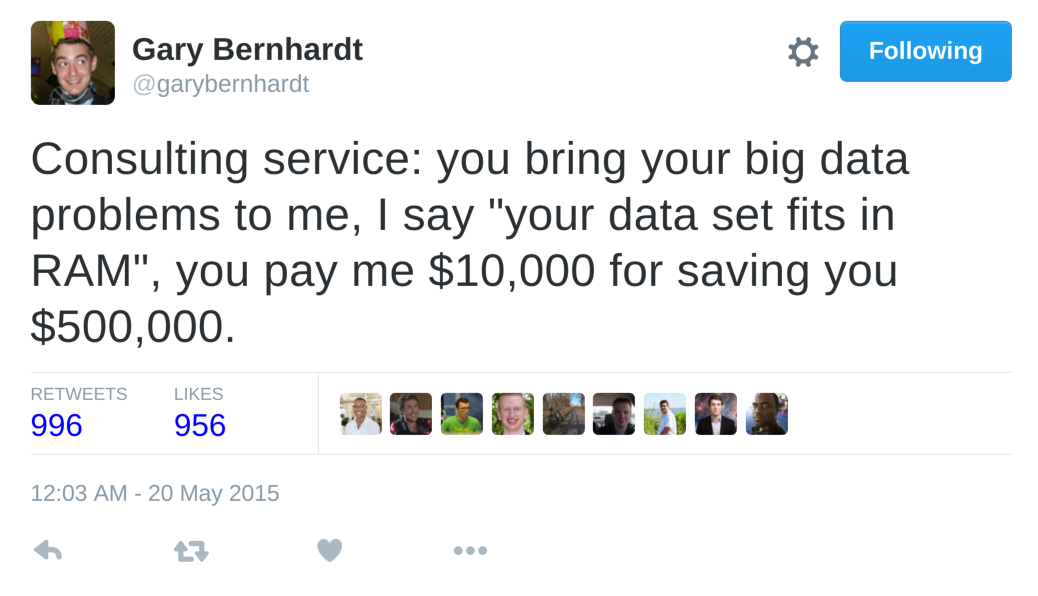 Gary Bernhardt
@garybernhardt
Following
Consulting service: you bring your big data
problems to me, I say "your data set fits in
RAM", you pay me $10,000 for saving you
$500,000.
RETWEETS LIKES
996 956
12:03 AM - 20 May 2015